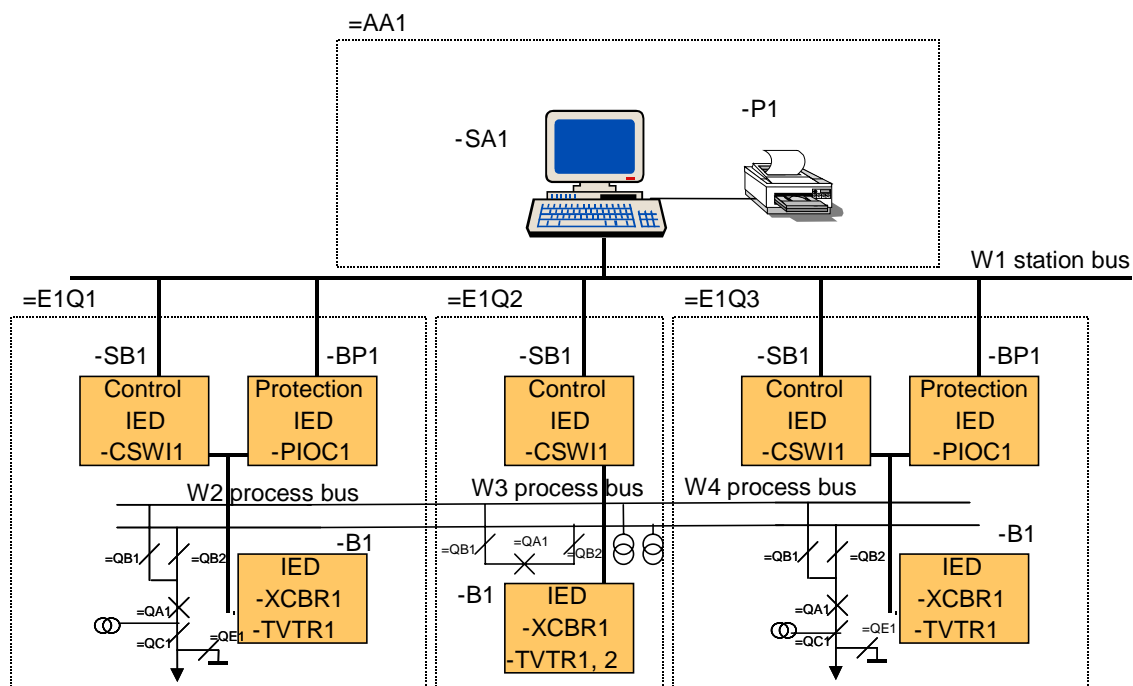 =AA1
-P1
-SA1
W1 station bus
=E1Q1
=E1Q2
=E1Q3
-SB1
-BP1
-SB1
-SB1
-BP1
Control
IED
-CSWI1
Protection
IED
-PIOC1
Control
IED
-CSWI1
Control
IED
-CSWI1
Protection
IED
-PIOC1
W2 process bus
W3 process bus
W4 process bus
=QB1
=QB2
-B1
=QB1
=QA1
=QB2
=QB1
=QB2
-B1
IED
-XCBR1
-TVTR1
=QA1
=QC1
=QE1
-B1
IED
-XCBR1
-TVTR1, 2
=QA1
=QC1
=QE1
IED
-XCBR1
-TVTR1